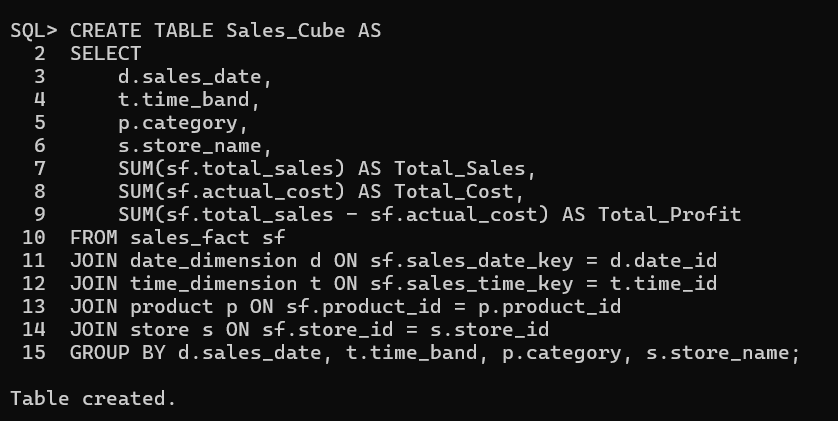 SQL> CREATE TABLE Sales_Cube AS
  2  SELECT
  3      d.sales_date,
  4      t.time_band,
  5      p.category,
  6      s.store_name,
  7      SUM(sf.total_sales) AS Total_Sales,
  8      SUM(sf.actual_cost) AS Total_Cost,
  9      SUM(sf.total_sales - sf.actual_cost) AS Total_Profit
 10  FROM sales_fact sf
 11  JOIN date_dimension d ON sf.sales_date_key = d.date_id
 12  JOIN time_dimension t ON sf.sales_time_key = t.time_id
 13  JOIN product p ON sf.product_id = p.product_id
 14  JOIN store s ON sf.store_id = s.store_id
 15  GROUP BY d.sales_date, t.time_band, p.category, s.store_name;
Table created.